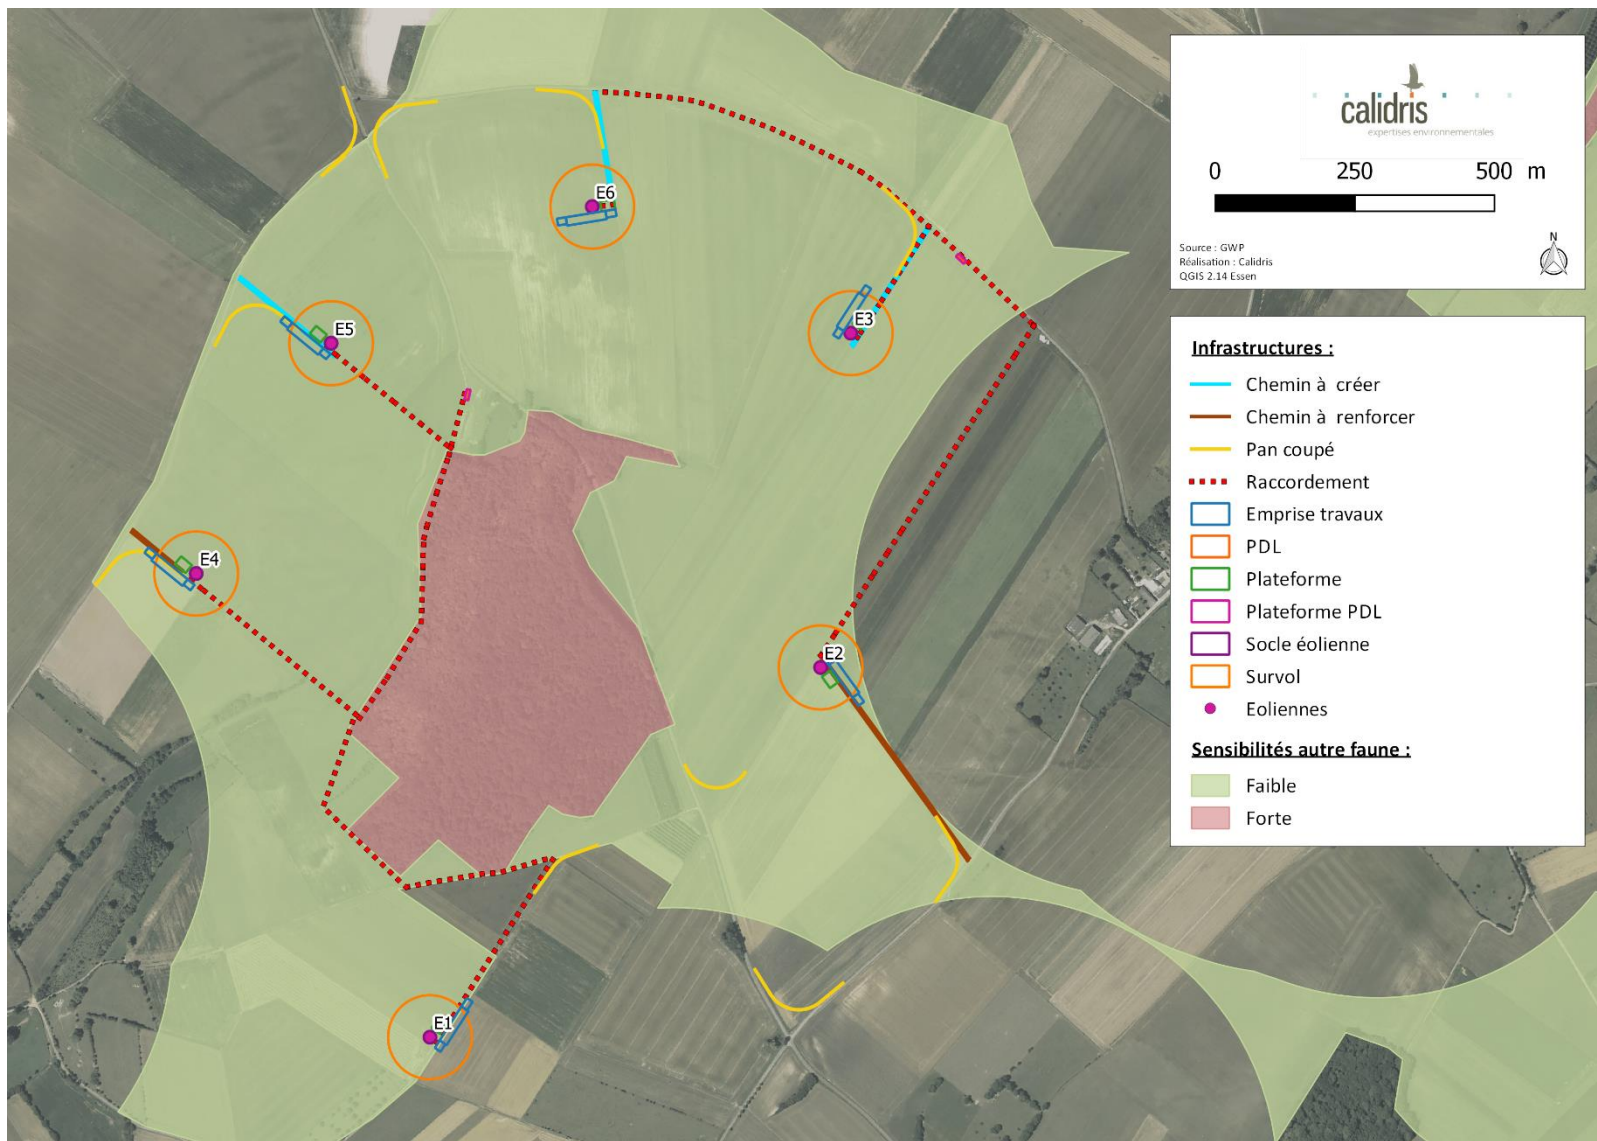 calidris
expertises environnementales
0 250 500 m
Source : GWP
Réalisation : Calidris
QGIS 2.14 Essen
N
E6
E3
E5
E4
E2
E1
Infrastructures :
Chemin à créer
Chemin à renforcer
Pan coupé
Raccordement
Emprise travaux
PDL
Plateforme
Plateforme PDL
Socle éolienne
Survol
Eoliennes
Sensibilités autre faune :
Faible
Forte